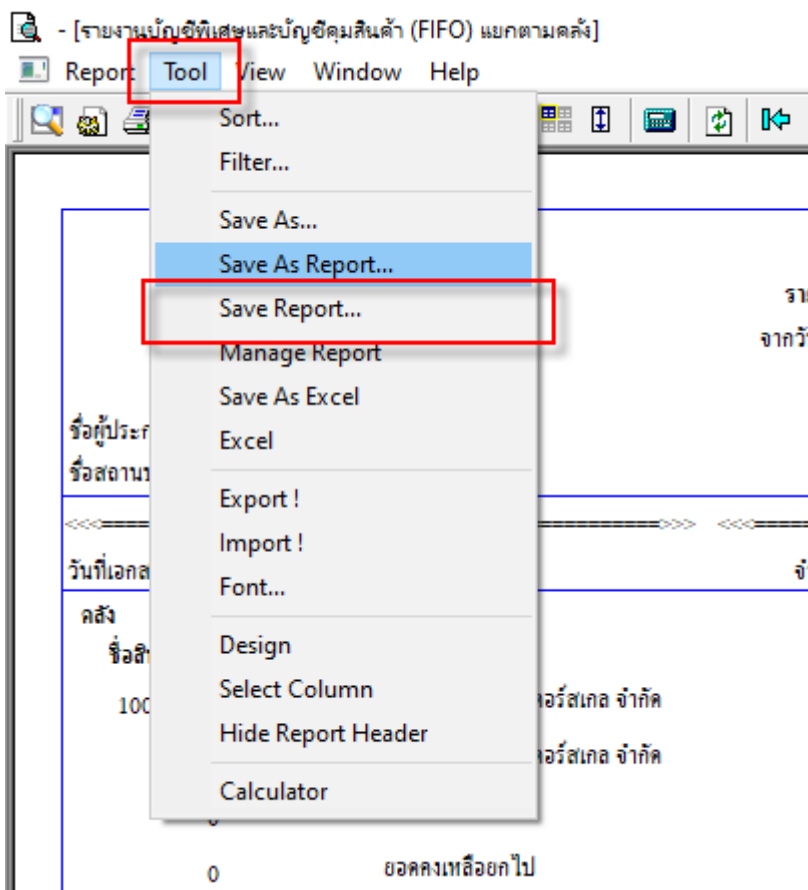 - [รายงานบัญชีพิเศษและบัญชีคุมสินค้า (FIFO) แยกตามคลัง]
Report Tool View Window Help
Sort...
Filter...
Save As...
Save As Report...
Save Report...
Manage Report
Save As Excel
Excel
Export !
Import !
Font...
Design
Select Column
Hide Report Header
Calculator
จากวั
ชื่อผู้ประก
ชื่อสถาน
<<<===== ==========>>> <<<=====
วันที่เอกส
คลัง
ชื่อสิ
100
อร์สเกล จำกัด
อร์สเกล จำกัด
0 ยอดคงเหลือยกไป